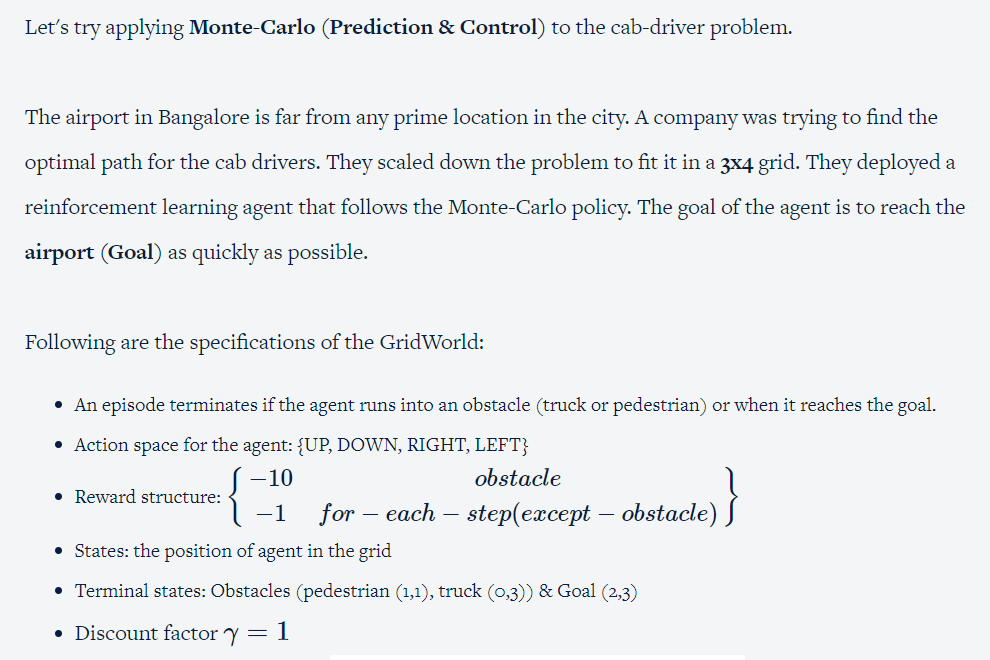 Let's try applying Monte-Carlo (Prediction & Control) to the cab-driver problem.
The airport in Bangalore is far from any prime location in the city. A company was trying to find the
optimal path for the cab drivers. They scaled down the problem to fit it in a 3x4 grid. They deployed a
reinforcement learning agent that follows the Monte-Carlo policy. The goal of the agent is to reach the
airport (Goal) as quickly as possible.
Following are the specifications of the GridWorld:
• An episode terminates if the agent runs into an obstacle (truck or pedestrian) or when it reaches the goal.
• Action space for the agent: {UP, DOWN, RIGHT, LEFT}
• Reward structure: { −10 obstacle
−1 for − each − step(except − obstacle) }
• States: the position of agent in the grid
• Terminal states: Obstacles (pedestrian (1,1), truck (0,3)) & Goal (2,3)
• Discount factor γ = 1